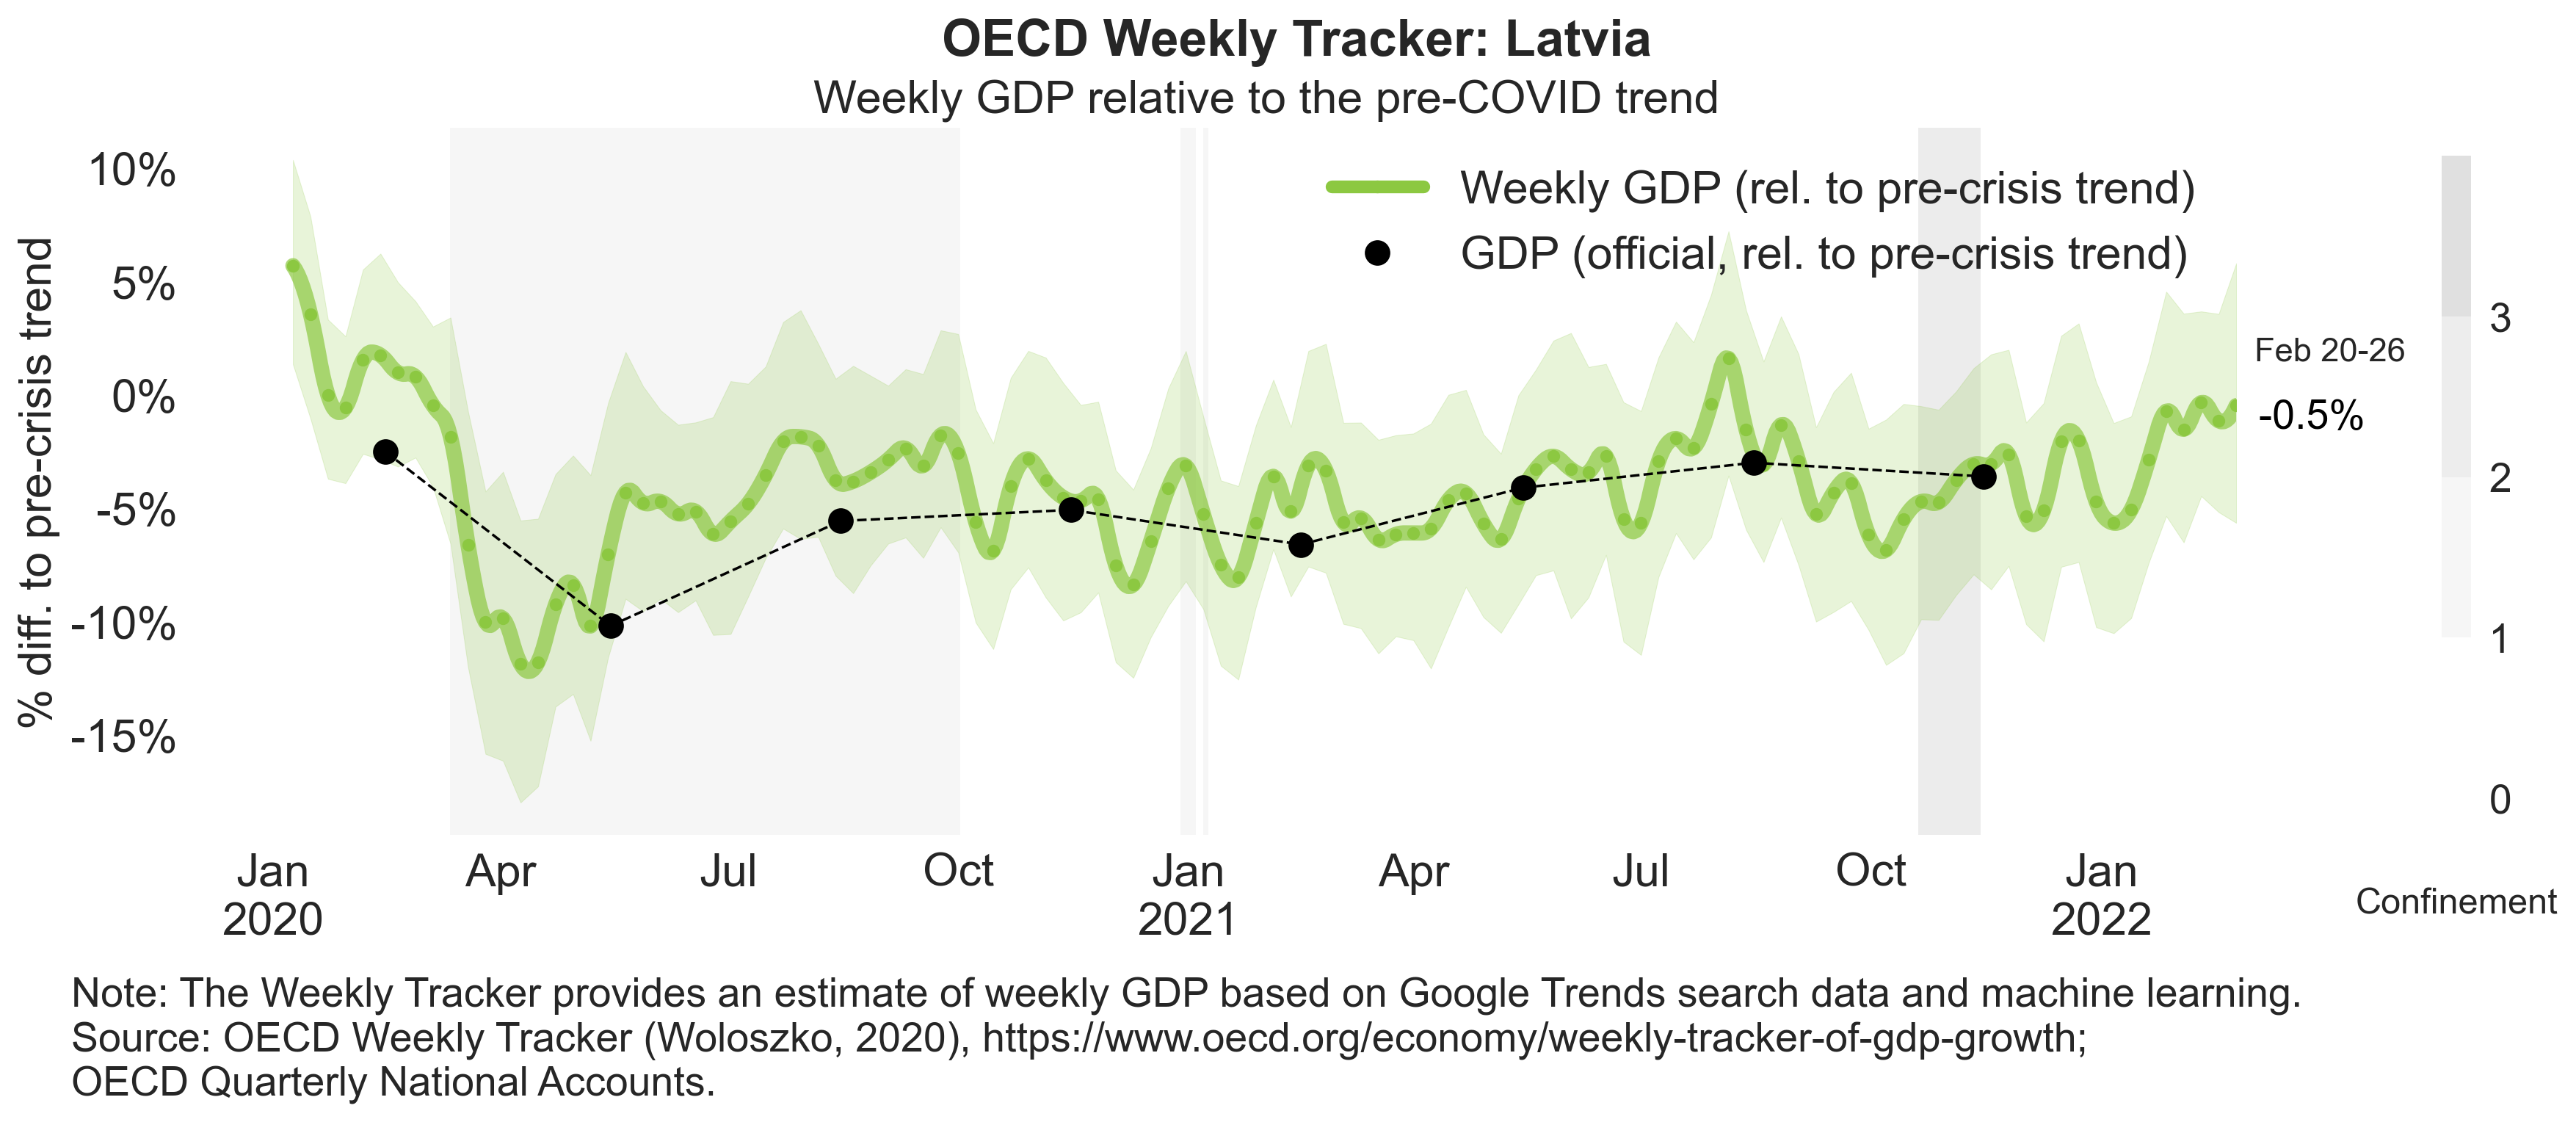 OECD Weekly Tracker: Latvia
Weekly GDP relative to the pre-COVID trend
% diff. to pre-crisis trend
10%
5%
0%
-5%
-10%
-15%
Weekly GDP (rel. to pre-crisis trend)
GDP (official, rel. to pre-crisis trend)
Feb 20-26
-0.5%
3
2
1
0
Confinement
Jan Apr Jul Oct Jan Apr Jul Oct Jan
2020 2021 2022
Note: The Weekly Tracker provides an estimate of weekly GDP based on Google Trends search data and machine learning.
Source: OECD Weekly Tracker (Woloszko, 2020), https://www.oecd.org/economy/weekly-tracker-of-gdp-growth;
OECD Quarterly National Accounts.